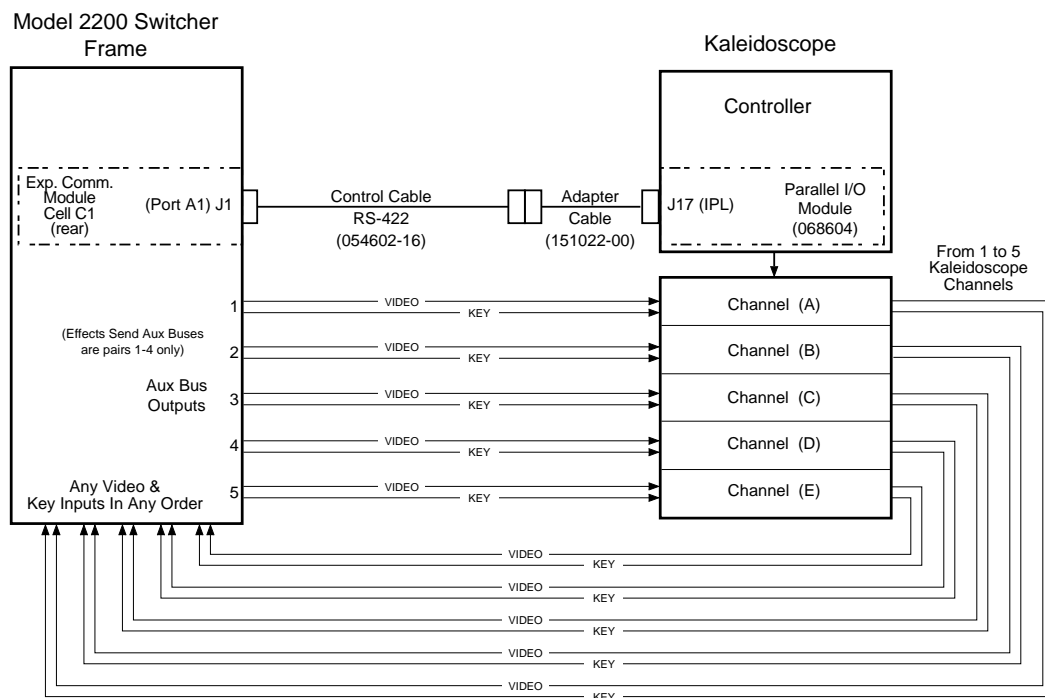 Model 2200 Switcher
Frame
Kaleidoscope
Controller
Exp. Comm.
Module
Cell C1
(rear)
(Port A1) J1
Control Cable
RS-422
(054602-16)
Adapter
Cable
(151022-00)
J17 (IPL)
Parallel I/O
Module
(068604)
From 1 to 5
Kaleidoscope
Channels
1
VIDEO
KEY
Channel (A)
(Effects Send Aux Buses
are pairs 1-4 only)
2
VIDEO
KEY
Channel (B)
Aux Bus
Outputs
3
VIDEO
KEY
Channel (C)
4
VIDEO
KEY
Channel (D)
Any Video &
Key Inputs In Any Order
5
VIDEO
KEY
Channel (E)
VIDEO
KEY
VIDEO
KEY
VIDEO
KEY
VIDEO
KEY
VIDEO
KEY